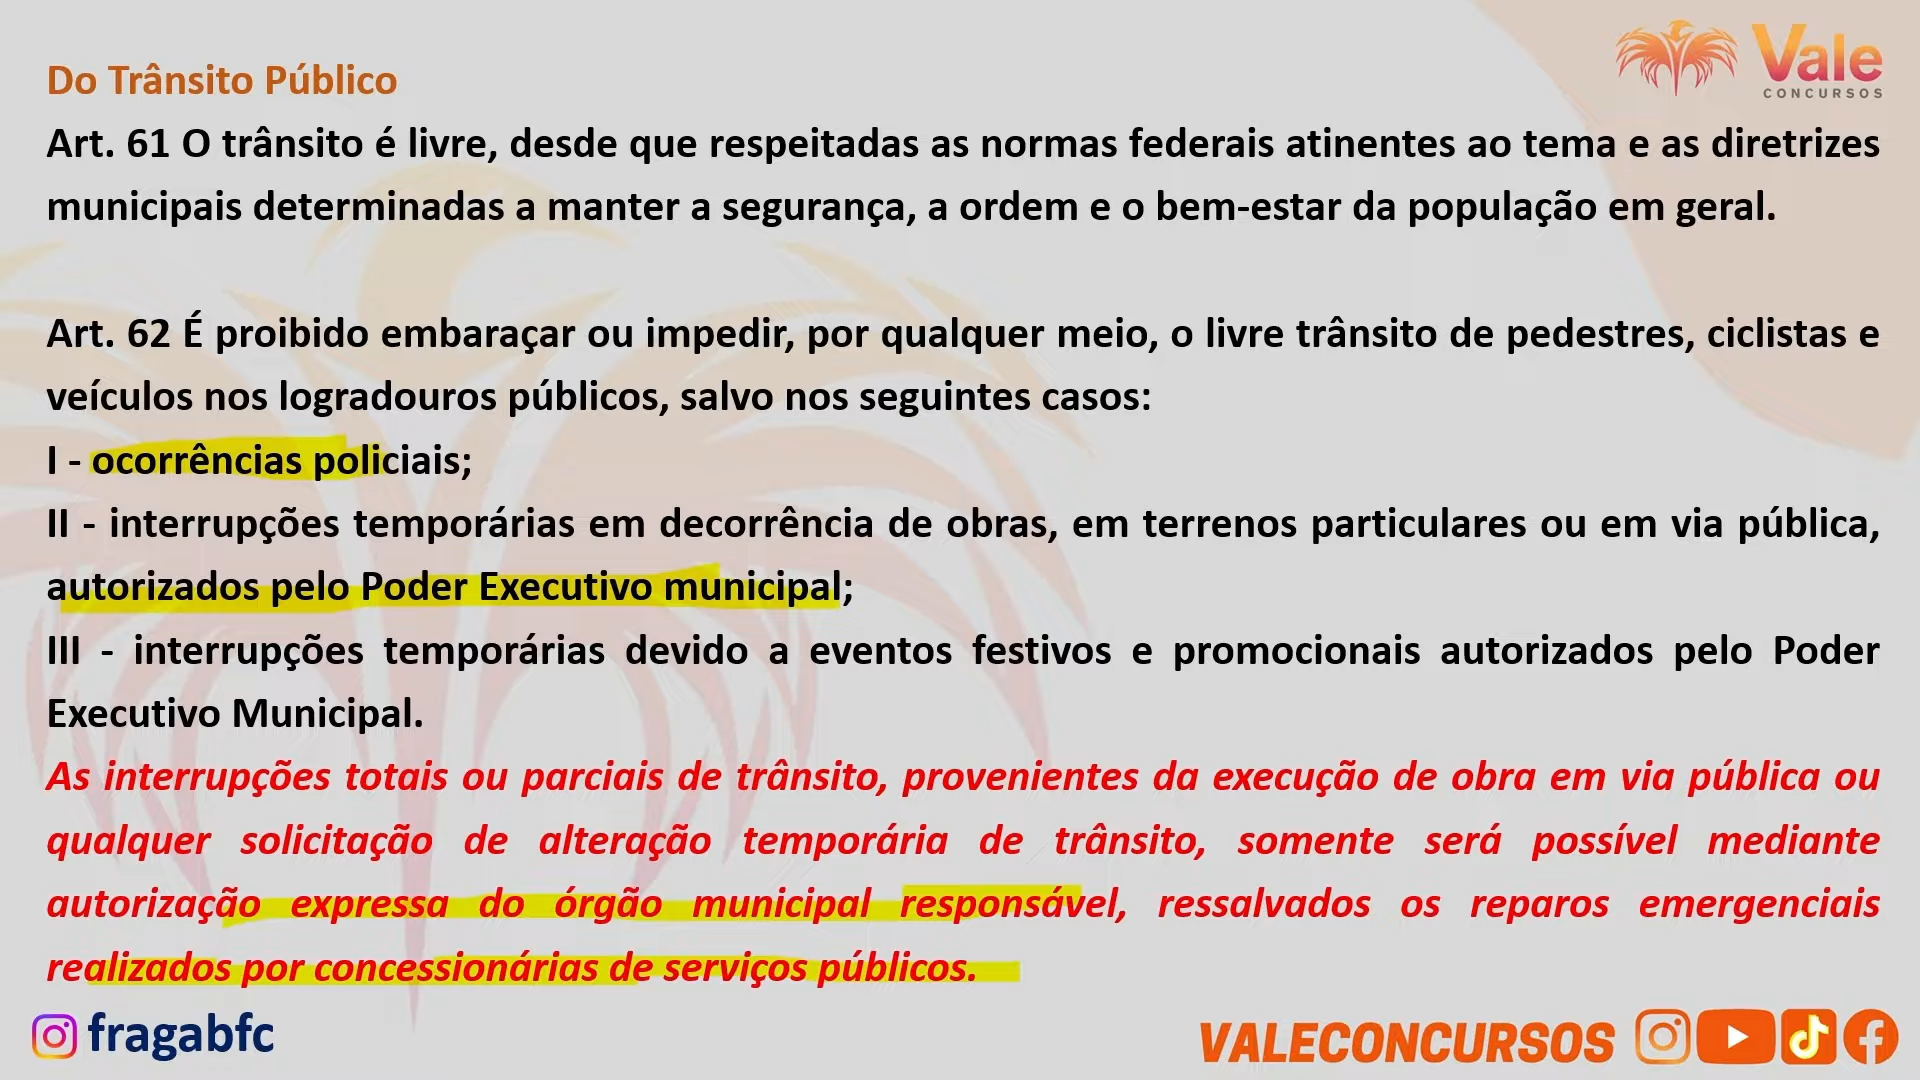 Vale
CONCURSOS
Do Trânsito Público
Art. 61 O trânsito é livre, desde que respeitadas as normas federais atinentes ao tema e as diretrizes
municipais determinadas a manter a segurança, a ordem e o bem-estar da população em geral.
Art. 62 É proibido embaraçar ou impedir, por qualquer meio, o livre trânsito de pedestres, ciclistas e
veículos nos logradouros públicos, salvo nos seguintes casos:
I - ocorrências policiais;
II - interrupções temporárias em decorrência de obras, em terrenos particulares ou em via pública,
autorizados pelo Poder Executivo municipal;
III - interrupções temporárias devido a eventos festivos e promocionais autorizados pelo Poder
Executivo Municipal.
As interrupções totais ou parciais de trânsito, provenientes da execução de obra em via pública ou
qualquer solicitação de alteração temporária de trânsito, somente será possível mediante
autorização expressa do órgão municipal responsável, ressalvados os reparos emergenciais
realizados por concessionárias de serviços públicos.
fragabfc
VALECONCURSOS